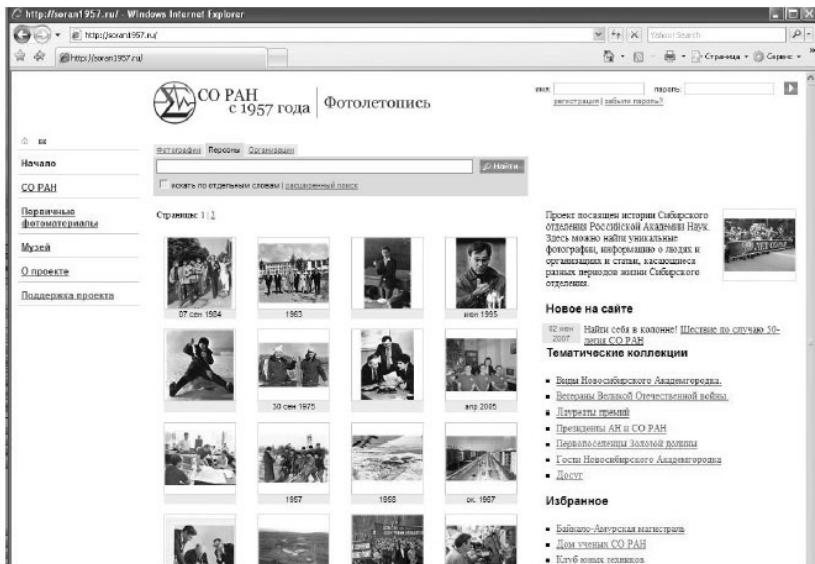 http://soran1957.ru/ - Windows Internet Explorer
http://soran1957.ru/
Yahoo! Search
http://soran1957.ru/
Страница
Сервис
СО РАН
с 1957 года
Фотолетопись
имя:
пароль:
регистрация | забыли пароль?
Начало
СО РАН
Первичные
фотоматериалы
Музей
О проекте
Поддержка проекта
Фотографии Персоны Организации
Найти
искать по отдельным словам | расширенный поиск
Страницы: 1 | 2
07 сен 1984
1963
июн 1995
30 сен 1975
апр 2005
1957
1958
ок. 1967
Проект посвящен истории Сибирского
отделения Российской Академии Наук.
Здесь можно найти уникальные
фотографии, информацию о людях и
организациях и статьи, касающиеся
разных периодов жизни Сибирского
отделения.
Новое на сайте
02 июн
2007
Найти себя в колонне! Шествие по случаю 50-
летия СО РАН
Тематические коллекции
Виды Новосибирского Академгородка.
Ветераны Великой Отечественной войны.
Лауреаты премий
Президенты АН и СО РАН
Первопоселенцы Золотой долины
Гости Новосибирского Академгородка
Досуг
Избранное
Байкало-Амурская магистраль
Дом ученых СО РАН
Клуб юных техников